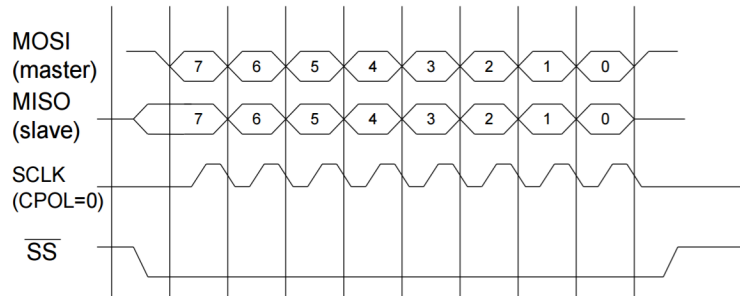 MOSI
(master)
7 6 5 4 3 2 1 0
MISO
(slave)
7 6 5 4 3 2 1 0
SCLK
(CPOL=0)
SS